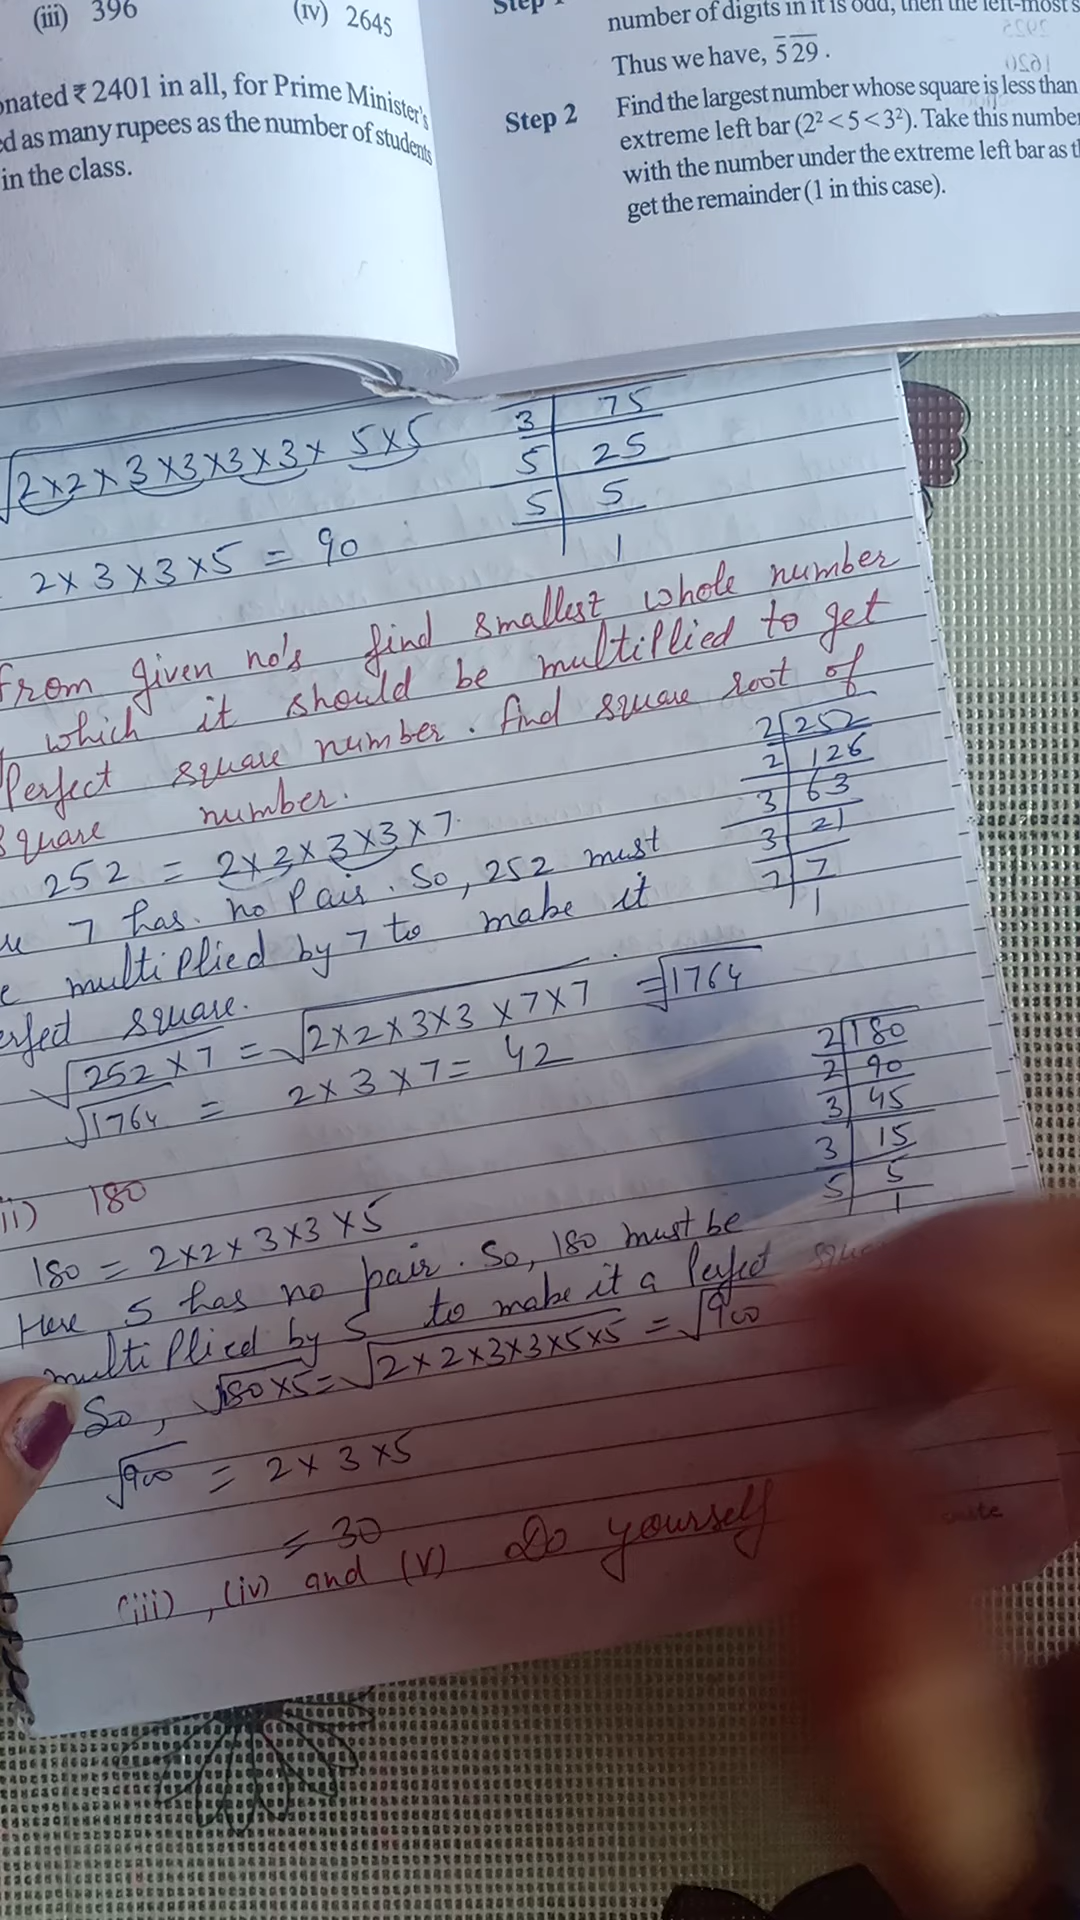 (iii) 396 (iv) 2645
onated ₹ 2401 in all, for Prime Minister's
ed as many rupees as the number of students
in the class.
Step 1
number of digits in it is odd, then the left-most s
Thus we have, 5 29 .
Step 2 Find the largest number whose square is less than
extreme left bar (2² < 5 < 3²). Take this number
with the number under the extreme left bar as th
get the remainder (1 in this case).
√2×2×3×3×3×3×5×5
2×3×3×5 = 90
3 75
5 25
5 5
1
From given no's find smallest whole number
which it should be multiplied to get
Perfect square number. find square root of
square number.
252 = 2×2×3×3×7
7 has no Pair. So, 252 must
multiplied by 7 to make it
square.
√252×7 = √2×2×3×3×7×7 = √1764
√1764 = 2×3×7= 42
2 252
2 126
3 63
3 21
7 7
1
ii) 180
180 = 2×2×3×3×5
Here 5 has no pair. So, 180 must be
multiplied by 5 to make it a Perfect
So, √180×5 = √2×2×3×3×5×5 = √900
√900 = 2×3×5
= 30
2 180
2 90
3 45
3 15
5 5
1
(iii), (iv) and (v) Do yourself